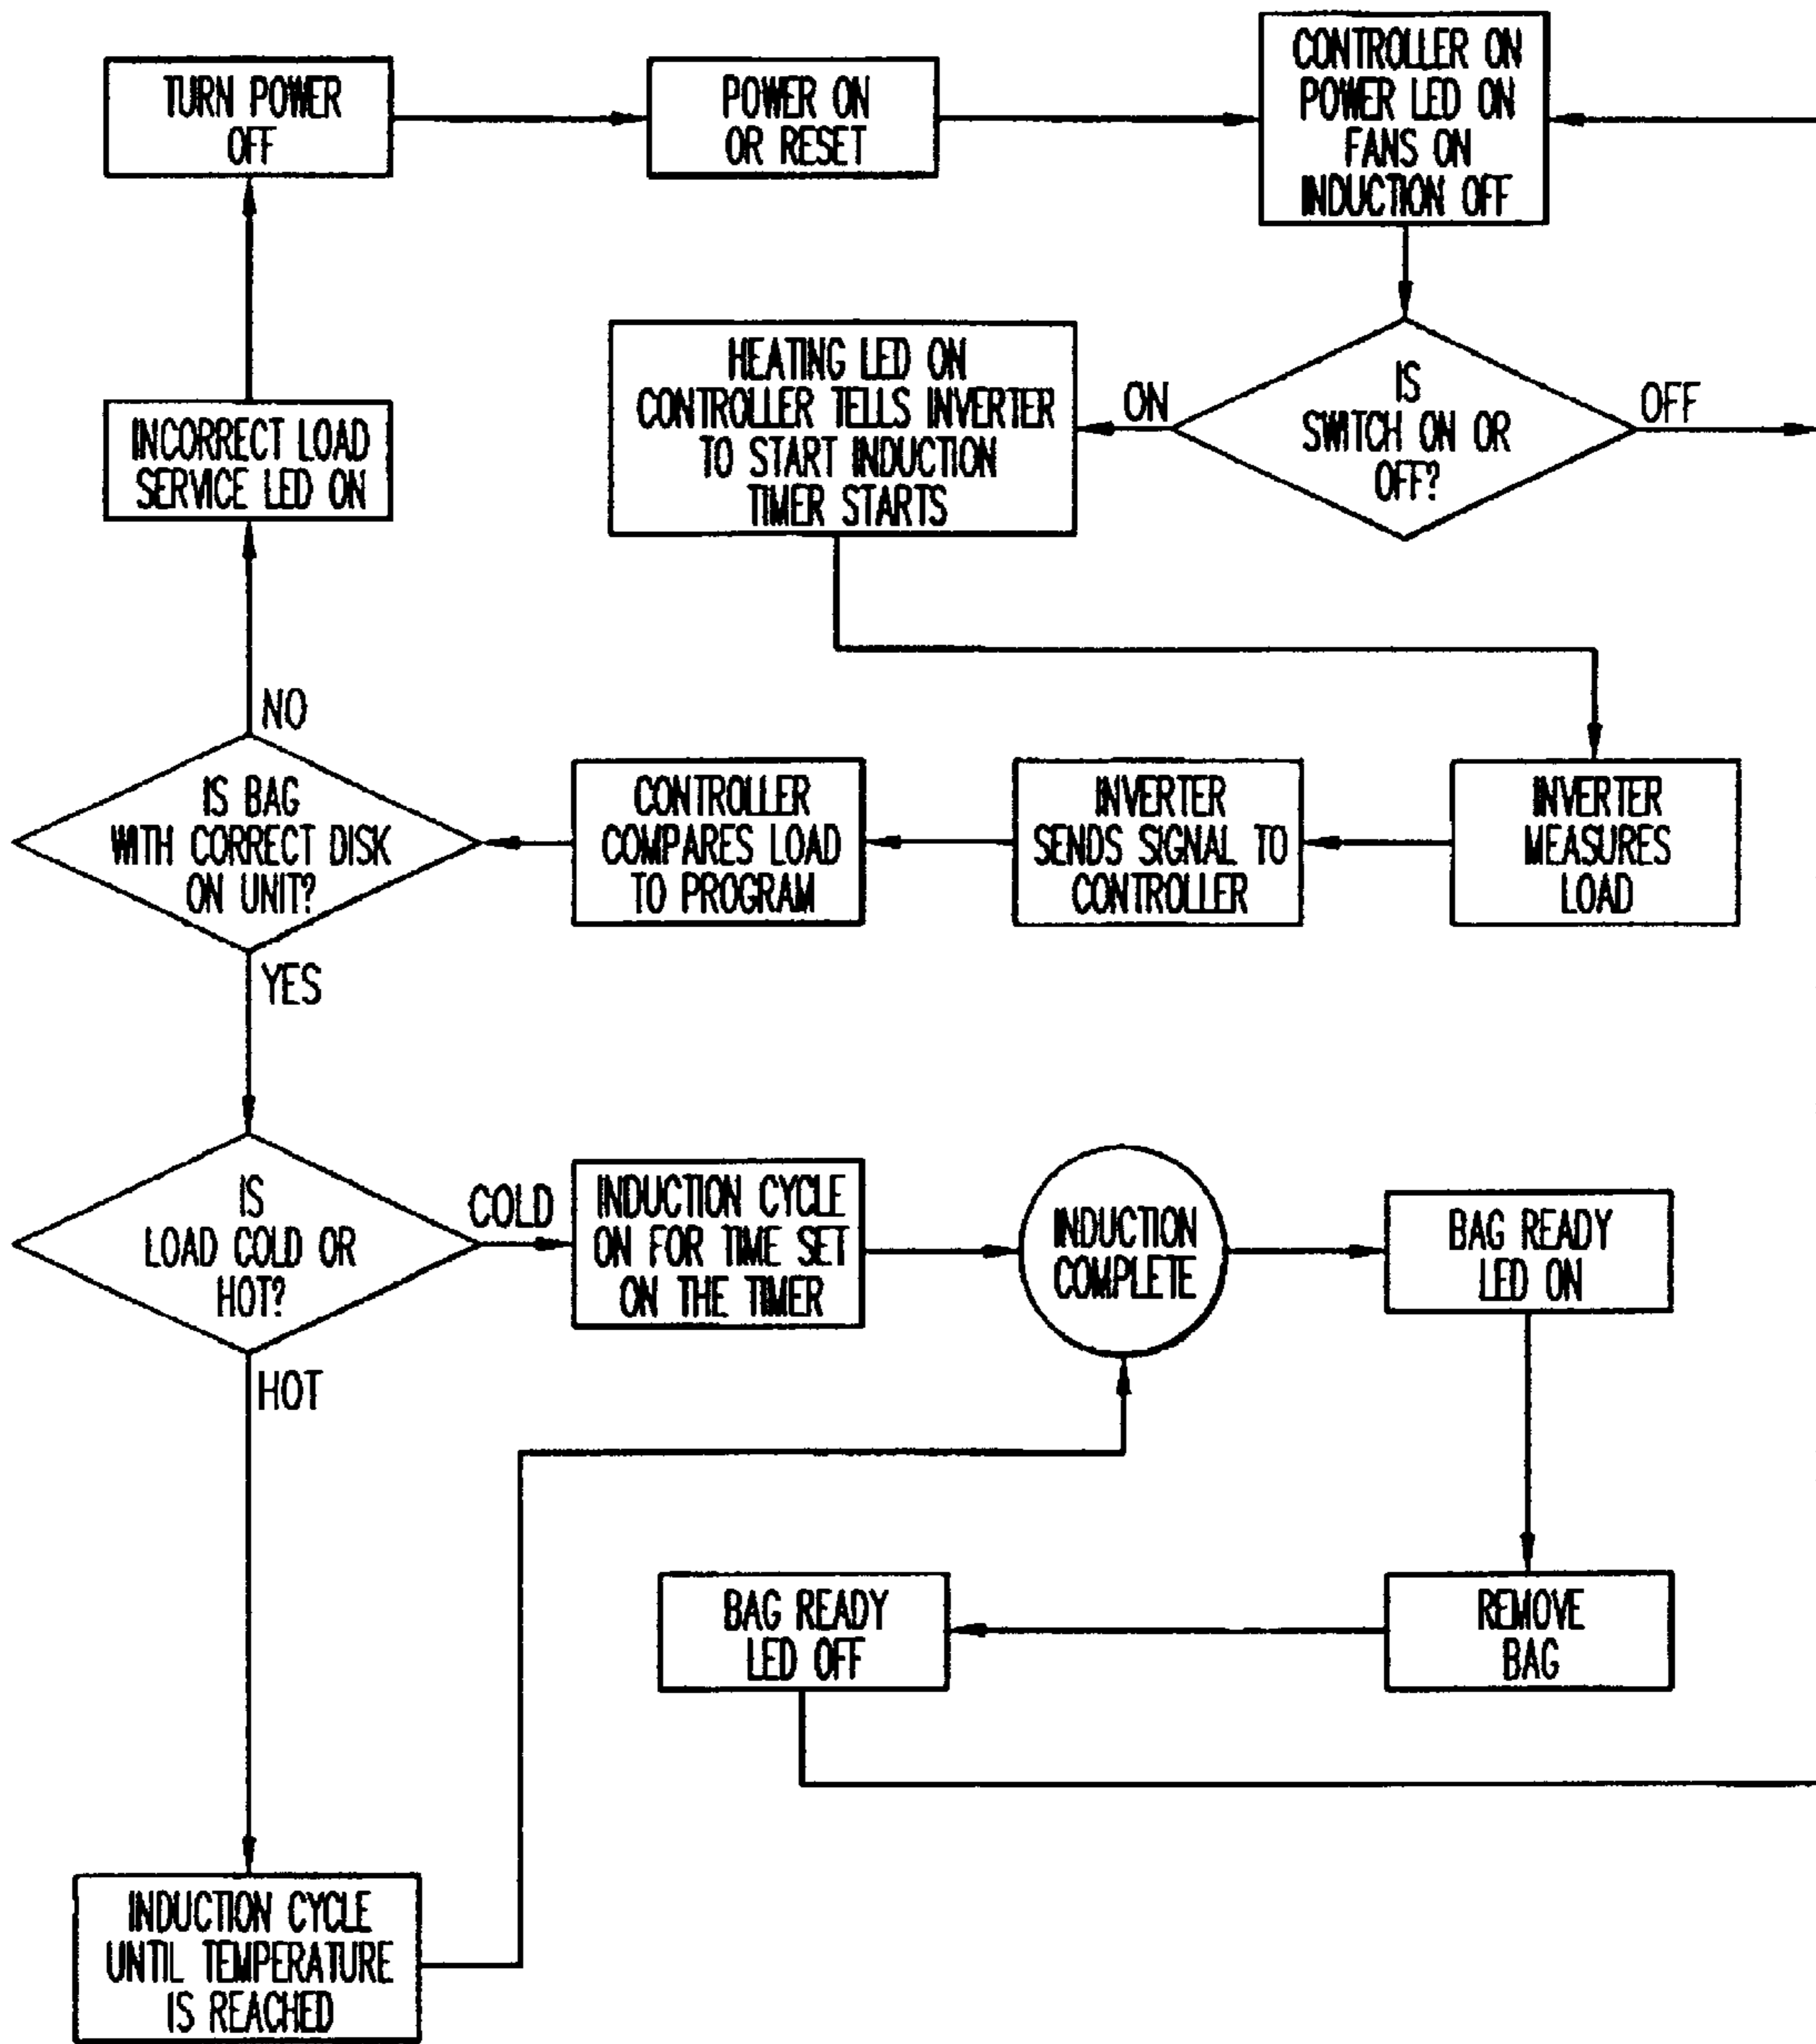 TURN POWER
OFF
POWER ON
OR RESET
CONTROLLER ON
POWER LED ON
FANS ON
INDUCTION OFF
IS
SWITCH ON OR
OFF?
ON
OFF
HEATING LED ON
CONTROLLER TELLS INVERTER
TO START INDUCTION
TIMER STARTS
INCORRECT LOAD
SERVICE LED ON
NO
IS BAG
WITH CORRECT DISK
ON UNIT?
YES
CONTROLLER
COMPARES LOAD
TO PROGRAM
INVERTER
SENDS SIGNAL TO
CONTROLLER
INVERTER
MEASURES
LOAD
IS
LOAD COLD OR
HOT?
COLD
HOT
INDUCTION CYCLE
ON FOR TIME SET
ON THE TIMER
INDUCTION
COMPLETE
BAG READY
LED ON
REMOVE
BAG
BAG READY
LED OFF
INDUCTION CYCLE
UNTIL TEMPERATURE
IS REACHED